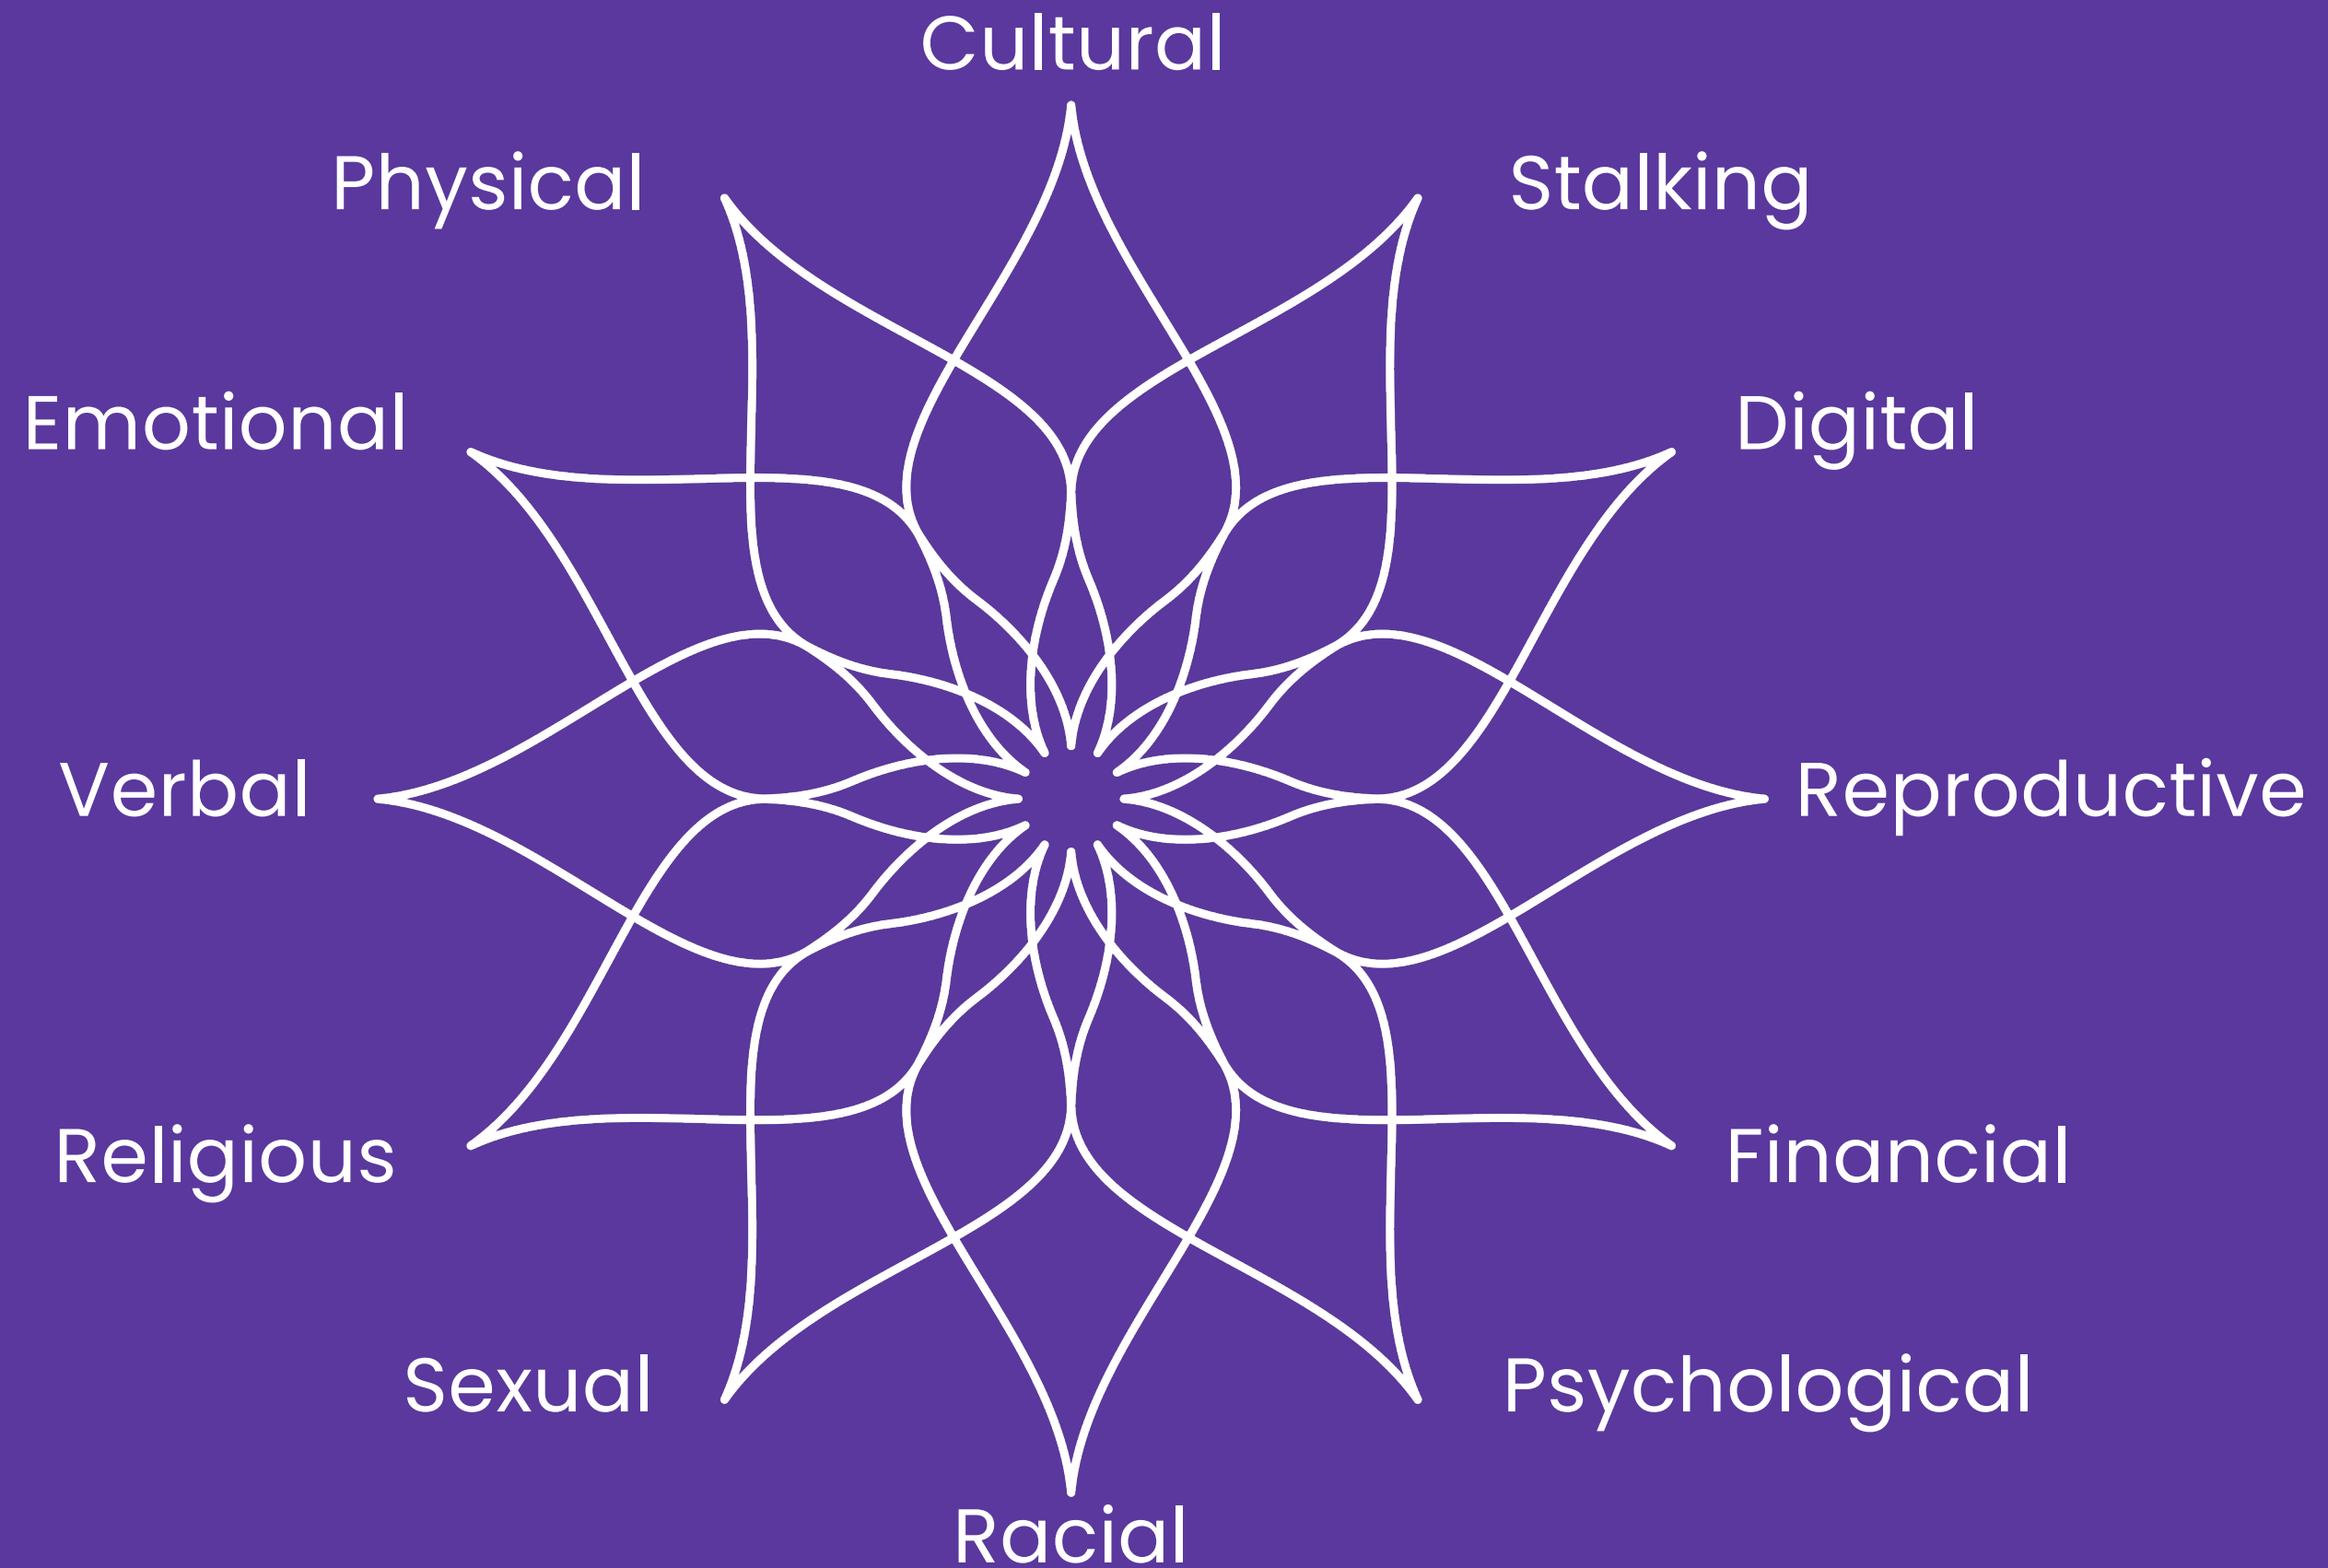 Cultural
Physical
Stalking
Emotional
Digital
Verbal
Reproductive
Religious
Financial
Sexual
Psychological
Racial